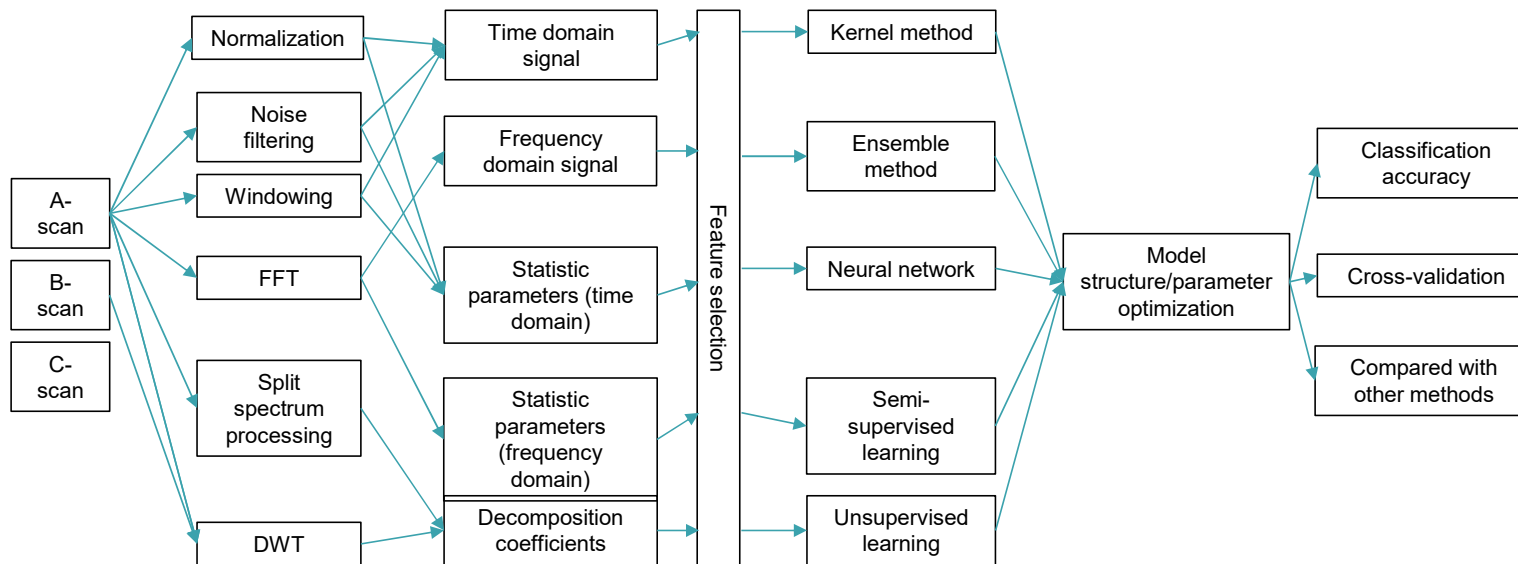 A-
scan
B-
scan
C-
scan
Normalization
Noise
filtering
Windowing
FFT
Split
spectrum
processing
DWT
Time domain
signal
Frequency
domain signal
Statistic
parameters (time
domain)
Statistic
parameters
(frequency
domain)
Decomposition
coefficients
Feature selection
Kernel method
Ensemble
method
Neural network
Semi-
supervised
learning
Unsupervised
learning
Model
structure/parameter
optimization
Classification
accuracy
Cross-validation
Compared with
other methods